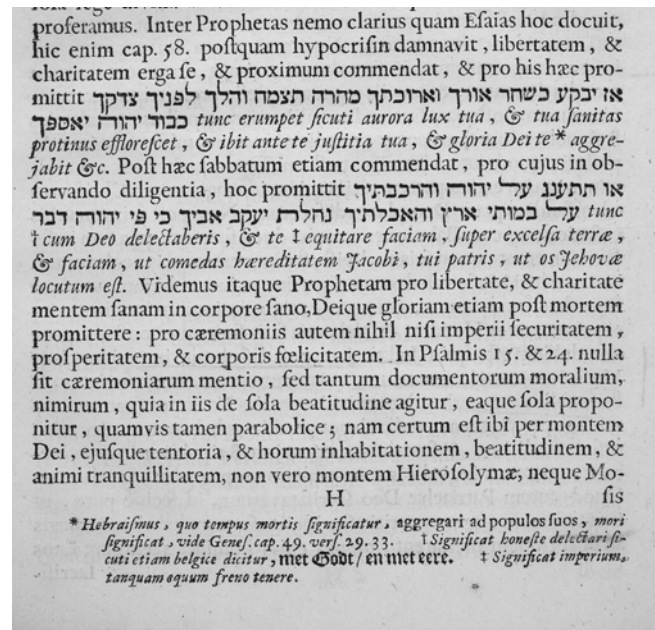 proferamus. Inter Prophetas nemo clarius quam Eſaias hoc docuit,
hic enim cap. 58. poſtquam hypocriſin damnavit, libertatem, &
charitatem erga ſe, & proximum commendat, & pro his hæc pro-
mittit אז יבקע כשחר אורך וארוכתך מהרה תצמח והלך לפניך צדקך
כבוד יהוה יאספך tunc erumpet ſicuti aurora lux tua, & tua ſanitas
protinus effloreſcet, & ibit ante te juſtitia tua, & gloria Dei te * aggre-
jabit &c. Poſt hæc ſabbatum etiam commendat, pro cujus in ob-
ſervando diligentia, hoc promittit או תתענג על יהוה והרכבתיך
על במותי ארץ והאכלתיך נחלת יעקב אביך כי פי יהוה דבר tunc
† cum Deo delectaberis, & te ‡ equitare faciam, ſuper excelſa terræ,
& faciam, ut comedas hæreditatem Jacobi, tui patris, ut os Jehovæ
locutum eſt. Videmus itaque Prophetam pro libertate, & charitate
mentem ſanam in corpore ſano, Deique gloriam etiam poſt mortem
promittere: pro cæremoniis autem nihil niſi imperii ſecuritatem,
proſperitatem, & corporis fœlicitatem. In Pſalmis 15. & 24. nulla
fit cæremoniarum mentio, ſed tantum documentorum moralium,
nimirum, quia in iis de ſola beatitudine agitur, eaque ſola propo-
nitur, quamvis tamen parabolice; nam certum eſt ibi per montem
Dei, ejuſque tentoria, & horum inhabitationem, beatitudinem, &
animi tranquillitatem, non vero montem Hieroſolymæ, neque Mo-
H ſis
* Hebraiſmus, quo tempus mortis ſignificatur, aggregari ad populos ſuos, mori
ſignificat, vide Geneſ. cap. 49. verſ. 29. 33. † Significat honeſte delectari ſi-
cuti etiam belgice dicitur, met Godt / en met eere. ‡ Significat imperium,
tanquam equum freno tenere.